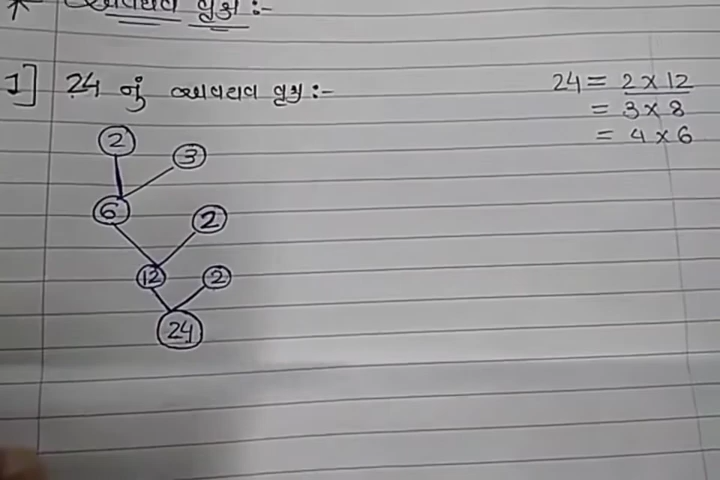 * અવયવ વૃક્ષ :-
1] 24 નું અવયવ વૃક્ષ :-
24 = 2 × 12
= 3 × 8
= 4 × 6
2
3
6
2
12
2
24